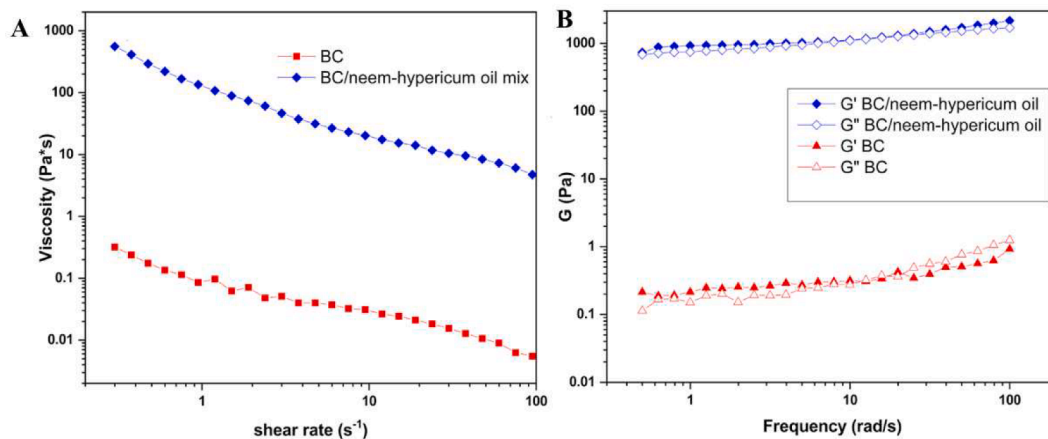 A
1000
100
10
1
0.1
0.01
Viscosity (Pa*s)
BC
BC/neem-hypericum oil mix
1
10
100
shear rate (s⁻¹)
B
1000
100
10
1
0.1
0.01
G (Pa)
G' BC/neem-hypericum oil
G" BC/neem-hypericum oil
G' BC
G" BC
1
10
100
Frequency (rad/s)